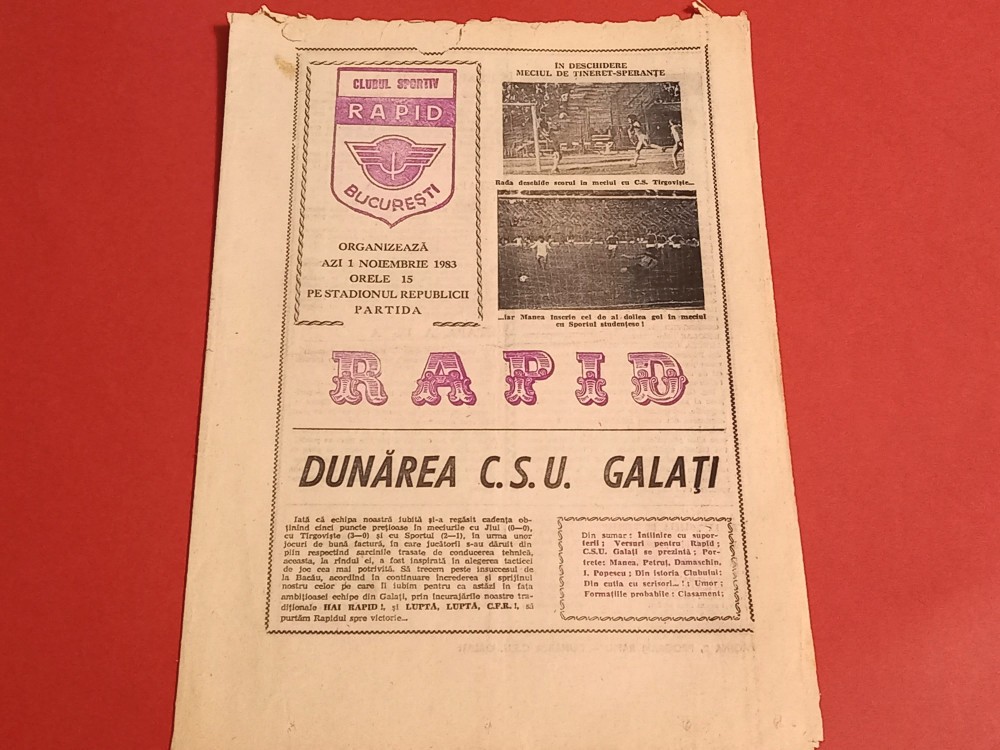 CLUBUL SPORTIV
RAPID
BUCUREȘTI
ORGANIZEAZĂ
AZI 1 NOIEMBRIE 1983
ORELE 15
PE STADIONUL REPUBLICII
PARTIDA
ÎN DESCHIDERE
MECIUL DE TINERET-SPERANȚE
Rada deschide scorul în meciul cu C.S. Tîrgoviște...
...iar Manea înscrie cel de al doilea gol în meciul
cu Sportul studențesc !
RAPID
DUNĂREA C.S.U. GALAȚI
Iată că echipa noastră iubită și-a regăsit cadența ob-
ținînd cinci puncte prețioase în meciurile cu Jiul (0—0),
cu Tîrgoviște (3—0) și cu Sportul (2—1), în urma unor
jocuri de bună factură, în care jucătorii s-au dăruit din
plin respectînd sarcinile trasate de conducerea tehnică,
aceasta, la rîndul ei, a fost inspirată în alegerea tacticei
de joc cea mai potrivită. Să trecem peste insuccesul de
la Bacău, acordînd în continuare încrederea și sprijinul
nostru celor pe care îi iubim pentru ca astăzi în fața
ambițioasei echipe din Galați, prin încurajările noastre tra-
diționale HAI RAPID !, și LUPTĂ, LUPTĂ, C.F.R. !, să
purtăm Rapidul spre victorie...
Din sumar : Întîlnire cu supor-
terii ; Versuri pentru Rapid ;
C.S.U. Galați se prezintă ; Por-
trete: Manea, Petruț, Damaschin,
I. Popescu ; Din istoria Clubului:
Din cutia cu scrisori... ! ; Umor ;
Formațiile probabile ; Clasament;